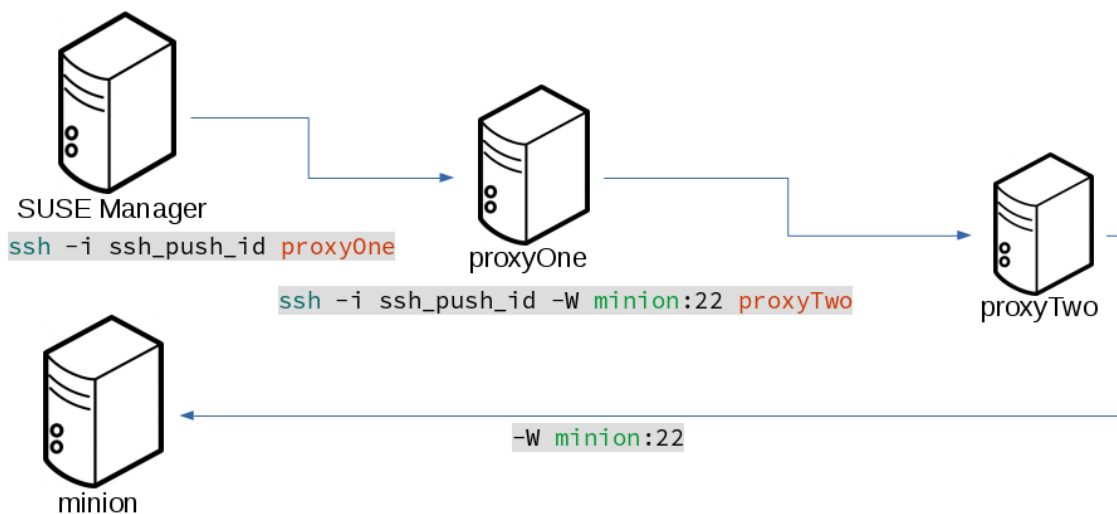 SUSE Manager
ssh -i ssh_push_id proxyOne
proxyOne
ssh -i ssh_push_id -W minion:22 proxyTwo
proxyTwo
-W minion:22
minion